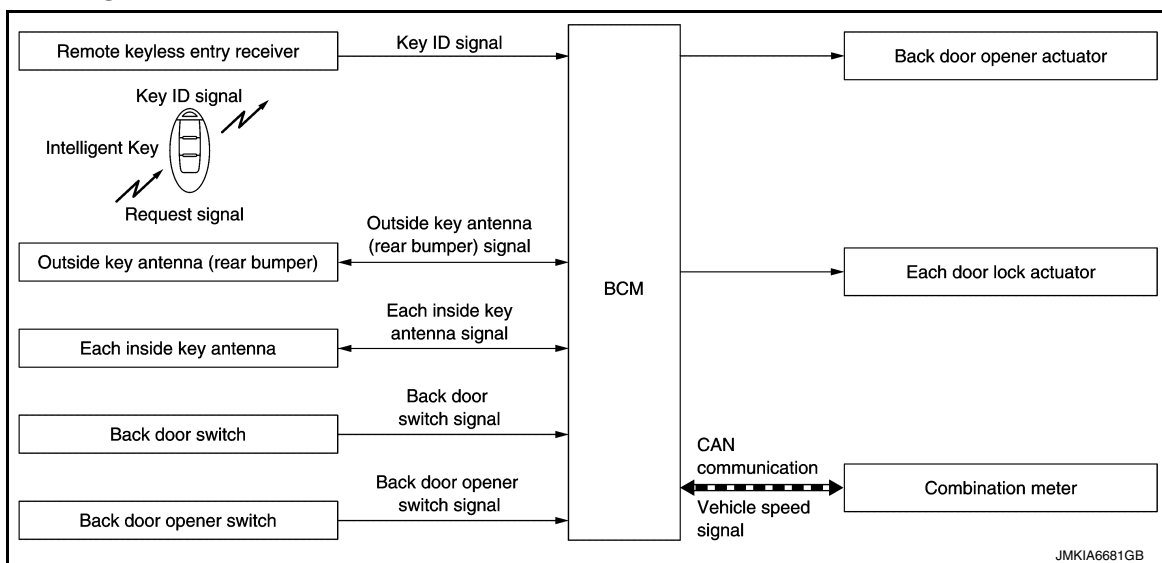 Remote keyless entry receiver
Key ID signal
Back door opener actuator
Key ID signal
Intelligent Key
Request signal
Outside key antenna
(rear bumper) signal
Outside key antenna (rear bumper)
BCM
Each door lock actuator
Each inside key
antenna signal
Each inside key antenna
Back door
switch signal
Back door switch
CAN
communication
Combination meter
Vehicle speed
signal
Back door opener
switch signal
Back door opener switch
JMKIA6681GB